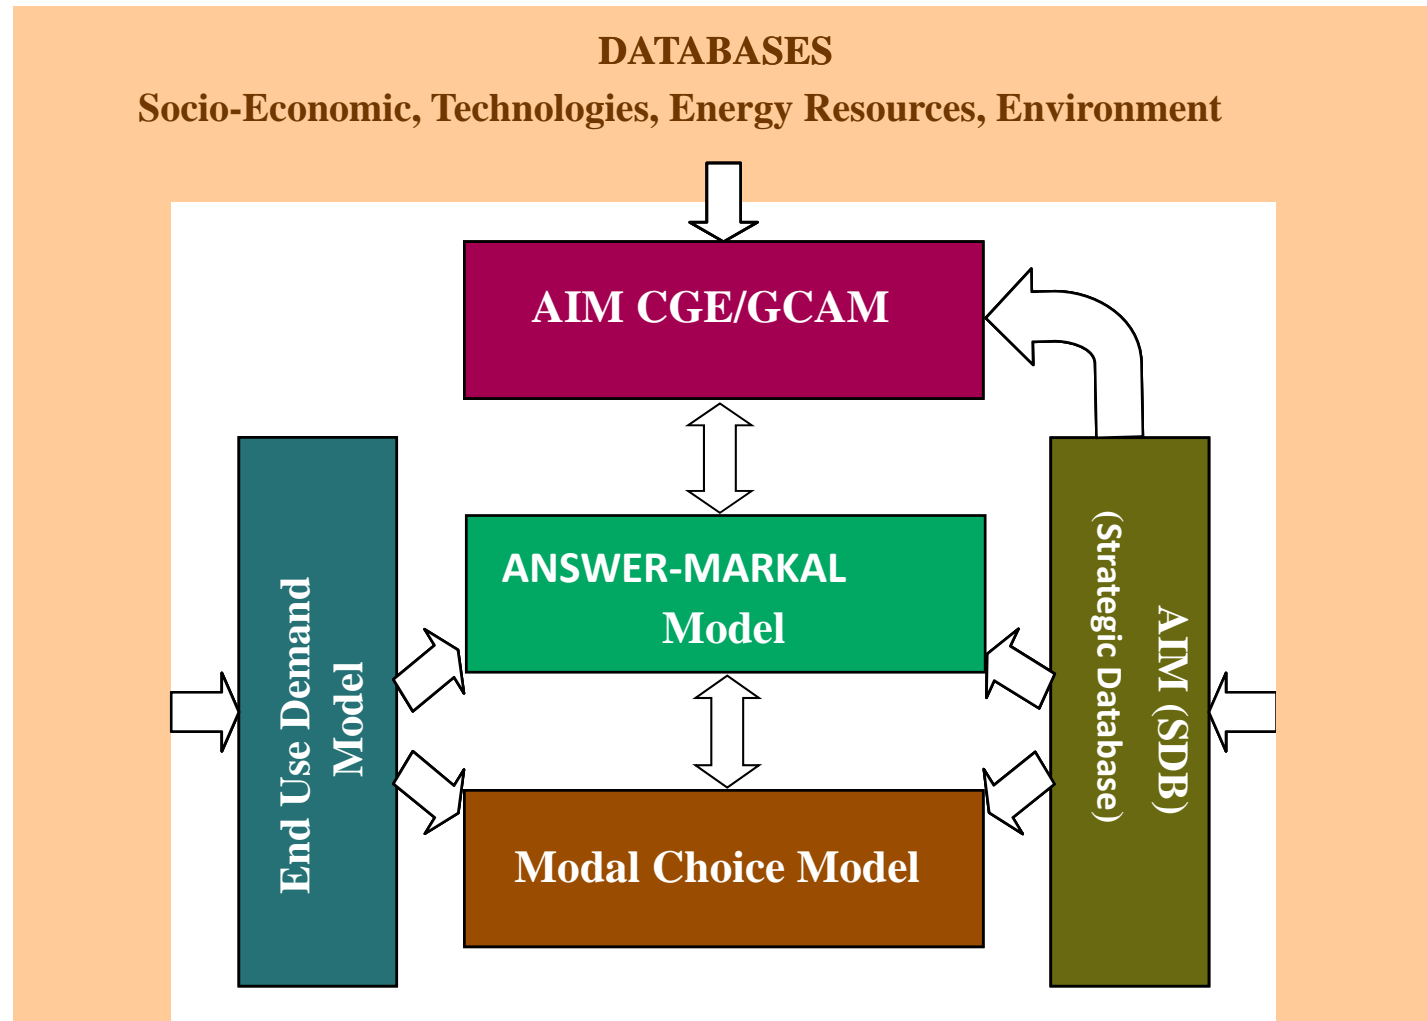 DATABASES
Socio-Economic, Technologies, Energy Resources, Environment
AIM CGE/GCAM
ANSWER-MARKAL
Model
Modal Choice Model
End Use Demand
Model
AIM (SDB)
(Strategic Database)